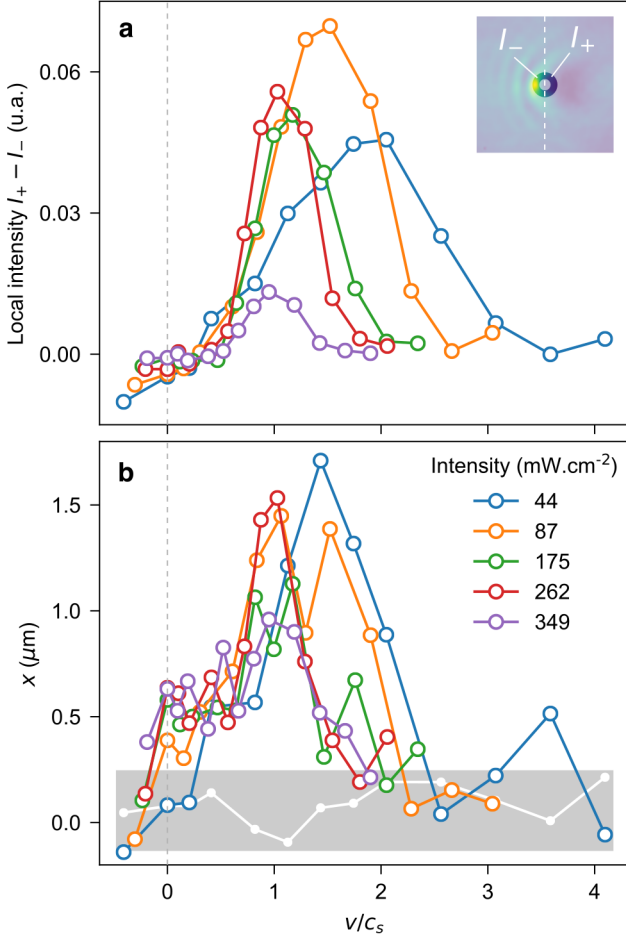 a
I₋ I₊
0.06
0.03
0.00
Local intensity I₊ − I₋ (u.a.)
b
Intensity (mW.cm⁻²)
44
87
175
262
349
1.5
1.0
0.5
0.0
x (μm)
0 1 2 3 4
v/cₛ